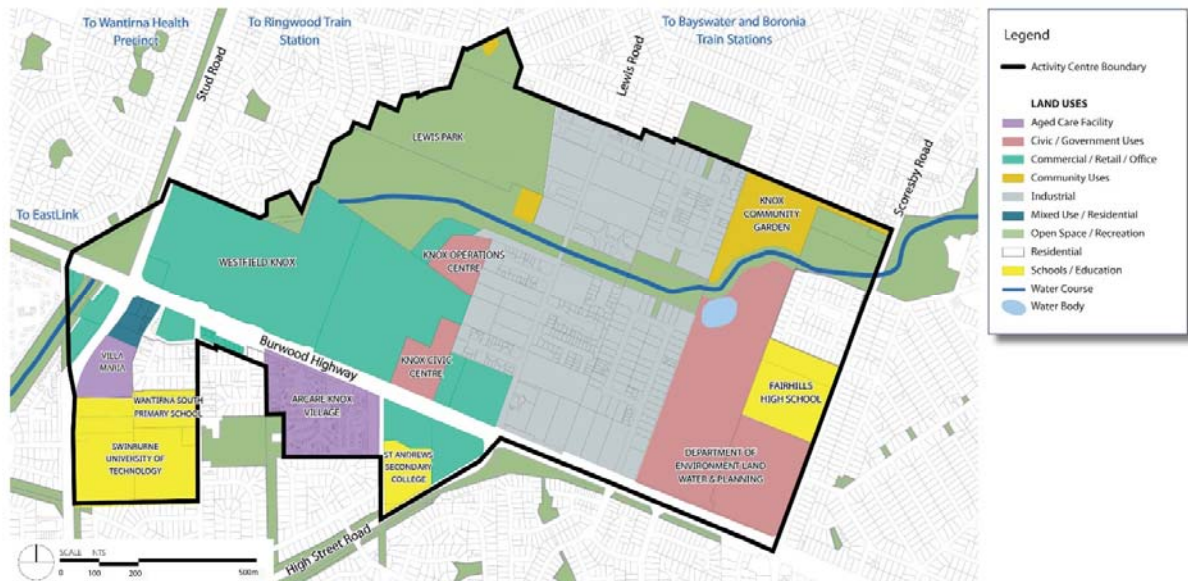 To Wantirna Health
Precinct
To Ringwood Train
Station
To Bayswater and Boronia
Train Stations
Stud Road
Lewis Road
Scoresby Road
To EastLink
LEWIS PARK
WESTFIELD KNOX
KNOX OPERATIONS
CENTRE
KNOX
COMMUNITY
GARDEN
Burwood Highway
KNOX CIVIC
CENTRE
VILLA
MARIA
WANTIRNA SOUTH
PRIMARY SCHOOL
SWINBURNE
UNIVERSITY OF
TECHNOLOGY
ARCARE KNOX
VILLAGE
ST ANDREWS
SECONDARY
COLLEGE
FAIRHILLS
HIGH SCHOOL
DEPARTMENT OF
ENVIRONMENT LAND
WATER & PLANNING
High Street Road
SCALE NTS
0 100 200 500m
Legend
Activity Centre Boundary
LAND USES
Aged Care Facility
Civic / Government Uses
Commercial / Retail / Office
Community Uses
Industrial
Mixed Use / Residential
Open Space / Recreation
Residential
Schools / Education
Water Course
Water Body